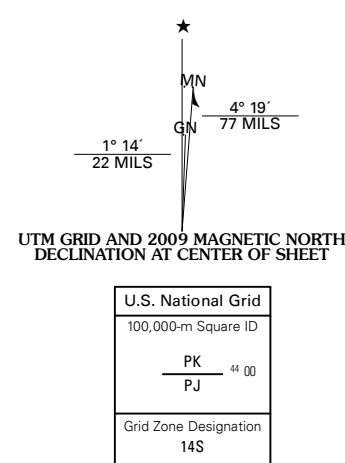 ★
MN
GN
4° 19´
77 MILS
1° 14´
22 MILS
UTM GRID AND 2009 MAGNETIC NORTH
DECLINATION AT CENTER OF SHEET
U.S. National Grid
100,000-m Square ID
PK
44 00
PJ
Grid Zone Designation
14S